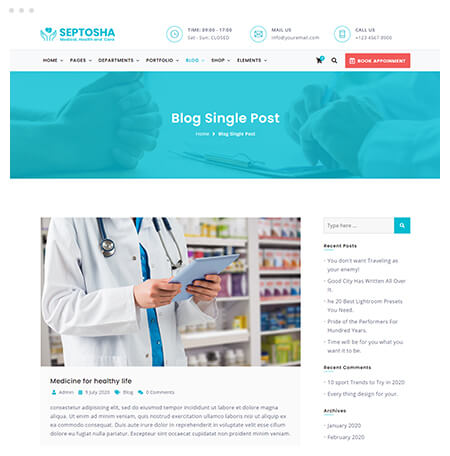 SEPTOSHA
Medical, Health and Care
TIME: 09:00 - 17:00
Sat - Sun: CLOSED
MAIL US
info@youremail.com
CALL US
+123 4567 8900
HOME PAGES DEPARTMENTS PORTFOLIO BLOG SHOP ELEMENTS
BOOK APPOINMENT
Blog Single Post
Home > Blog Single Post
Type here ...
Recent Posts
You don't want Traveling as
your enemy!
Good City Has Written All Over
It.
he 20 Best Lightroom Presets
You Need.
Pride of the Performers For
Hundred Years.
Time will be for you what you
want it to be.
Recent Comments
10 sport Trends to Try in 2020
Every thing design for your.
Archives
January 2020
February 2020
Medicine for healthy life
Admin 9 July 2020 Blog 0 Comments
consectetur adipisicing elit, sed do eiusmod tempor incididunt ut labore et dolore magna
aliqua. Ut enim ad minim veniam, quis nostrud exercitation ullamco laboris nisi ut aliquip ex
ea commodo consequat. Duis aute irure dolor in reprehenderit in voluptate velit esse cillum
dolore eu fugiat nulla pariatur. Excepteur sint occaecat cupidatat non proident minim veniam.